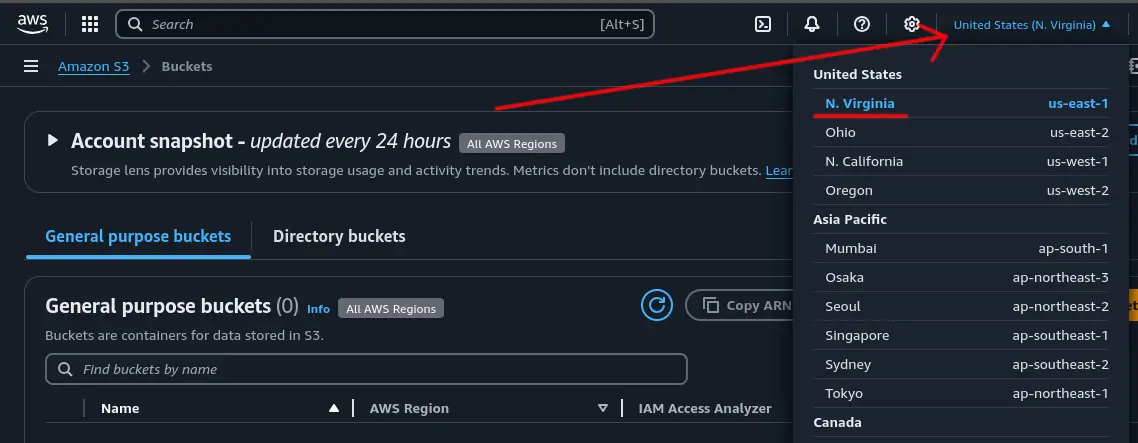 aws Search [Alt+S] United States (N. Virginia)
Amazon S3 Buckets
Account snapshot - updated every 24 hours All AWS Regions
Storage lens provides visibility into storage usage and activity trends. Metrics don't include directory buckets.
General purpose buckets Directory buckets
General purpose buckets (0) Info All AWS Regions
Copy ARN
Buckets are containers for data stored in S3.
Find buckets by name
Name AWS Region IAM Access Analyzer
United States
N. Virginia us-east-1
Ohio us-east-2
N. California us-west-1
Oregon us-west-2
Asia Pacific
Mumbai ap-south-1
Osaka ap-northeast-3
Seoul ap-northeast-2
Singapore ap-southeast-1
Sydney ap-southeast-2
Tokyo ap-northeast-1
Canada